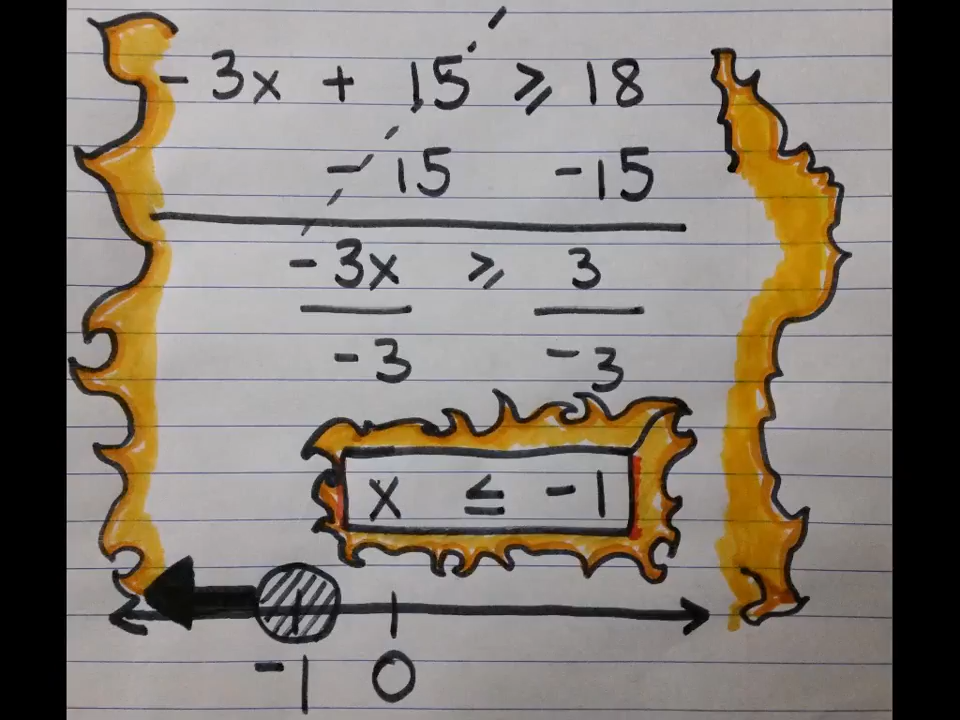 - 3x + 15 ≥ 18
- 15 -15
- 3x ≥ 3
-3 -3
x ≤ -1
-1 0